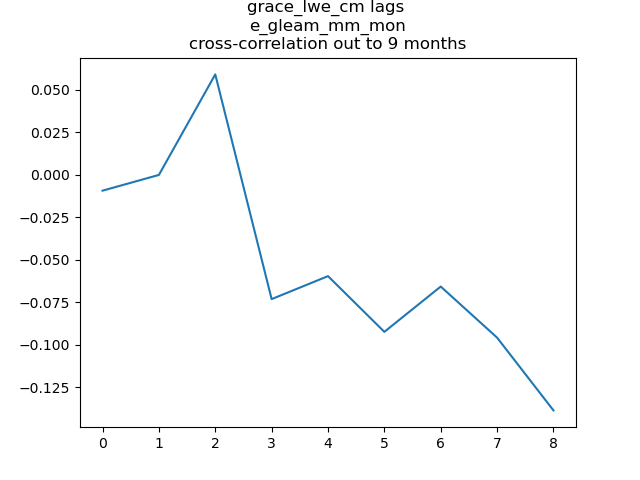 grace_lwe_cm lags
e_gleam_mm_mon
cross-correlation out to 9 months
0.050
0.025
0.000
−0.025
−0.050
−0.075
−0.100
−0.125
0 1 2 3 4 5 6 7 8